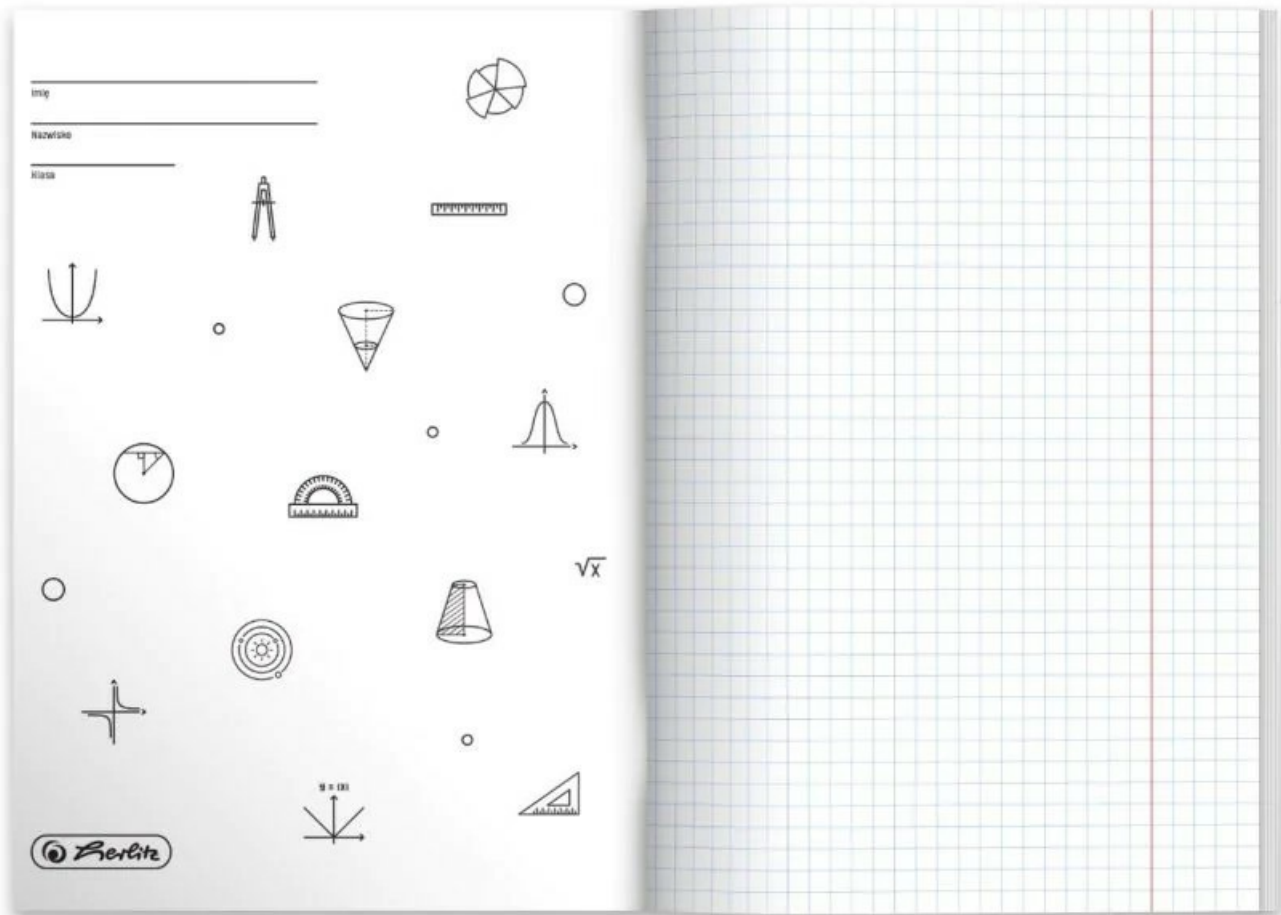 Imię
Nazwisko
Klasa
√x
y = |x|
Herlitz